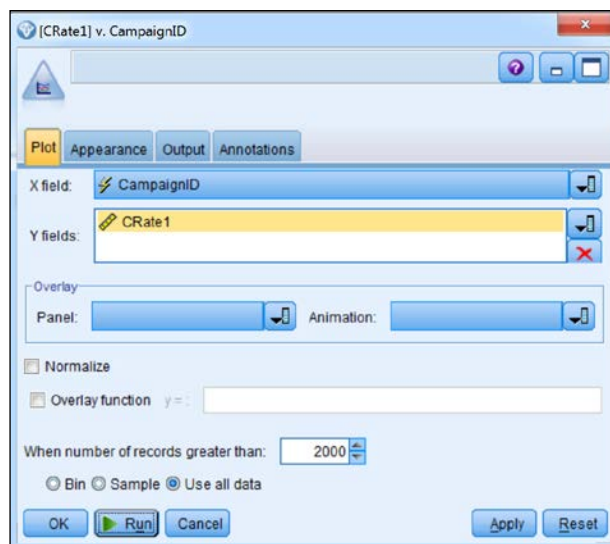 [CRate1] v. CampaignID
Plot Appearance Output Annotations
X field: CampaignID
Y fields: CRate1
Overlay
Panel: Animation:
Normalize
Overlay function y = :
When number of records greater than: 2000
Bin Sample Use all data
OK Run Cancel Apply Reset